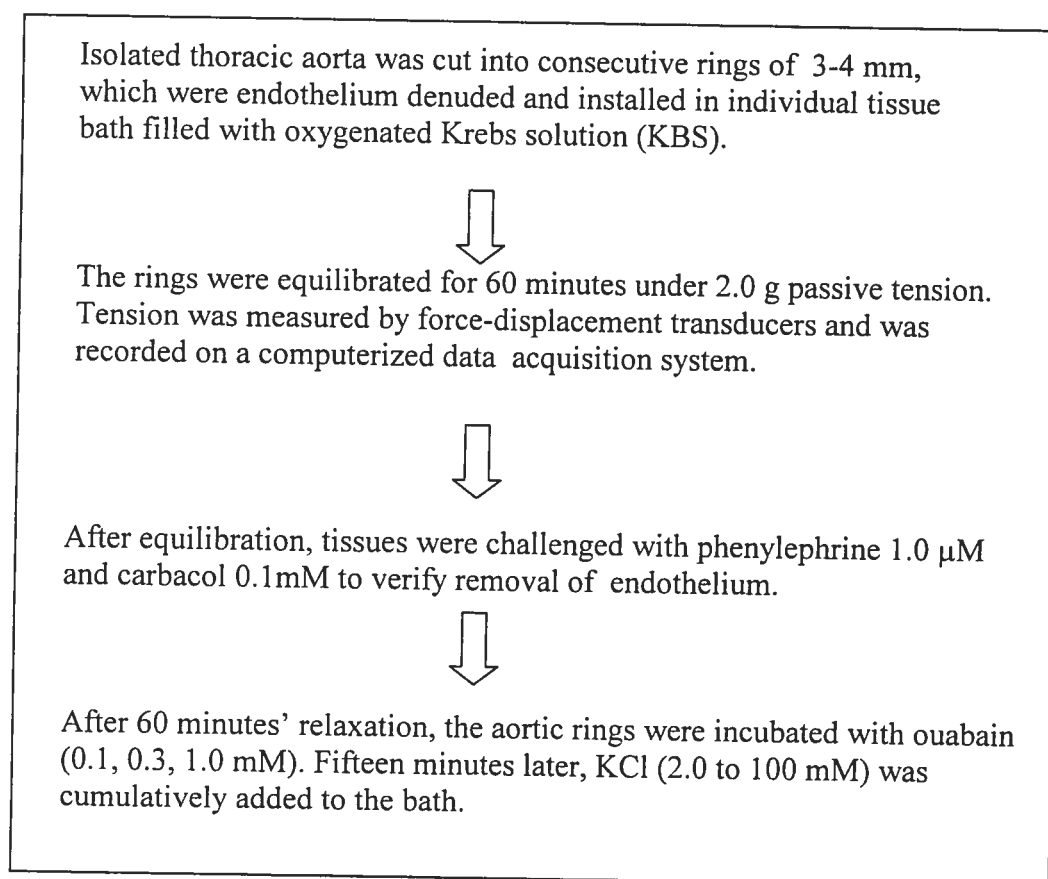 Isolated thoracic aorta was cut into consecutive rings of 3-4 mm,
which were endothelium denuded and installed in individual tissue
bath filled with oxygenated Krebs solution (KBS).
The rings were equilibrated for 60 minutes under 2.0 g passive tension.
Tension was measured by force-displacement transducers and was
recorded on a computerized data acquisition system.
After equilibration, tissues were challenged with phenylephrine 1.0 µM
and carbacol 0.1mM to verify removal of endothelium.
After 60 minutes’ relaxation, the aortic rings were incubated with ouabain
(0.1, 0.3, 1.0 mM). Fifteen minutes later, KCl (2.0 to 100 mM) was
cumulatively added to the bath.